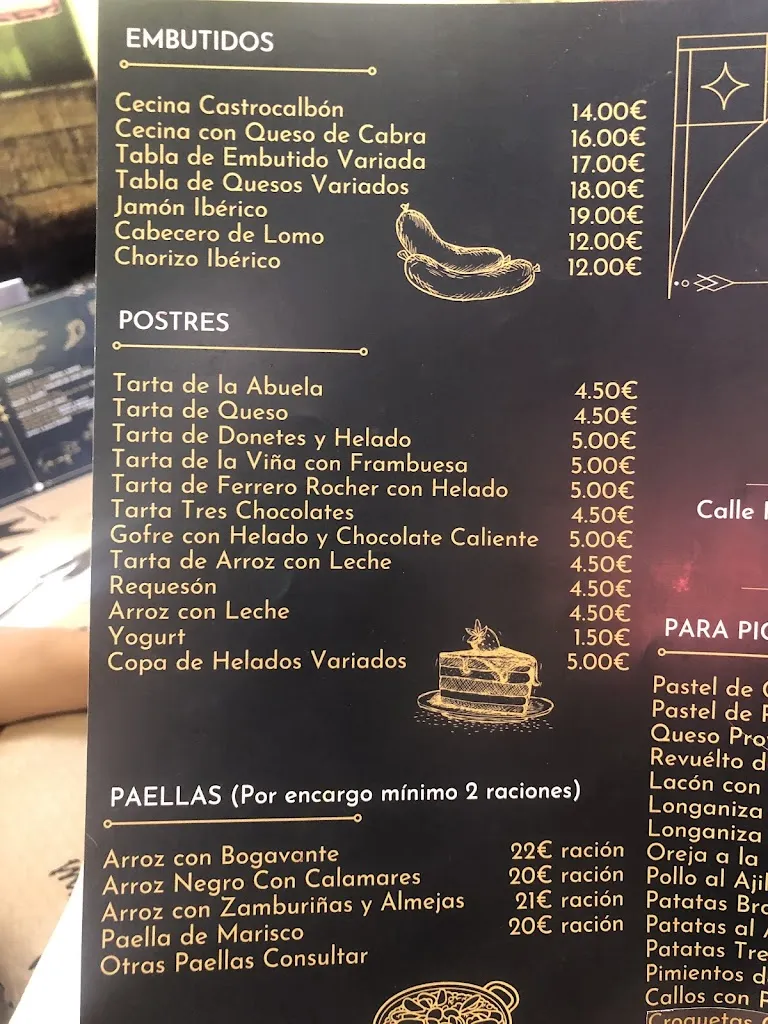 EMBUTIDOS
Cecina Castrocalbón 14.00€
Cecina con Queso de Cabra 16.00€
Tabla de Embutido Variada 17.00€
Tabla de Quesos Variados 18.00€
Jamón Ibérico 19.00€
Cabecero de Lomo 12.00€
Chorizo Ibérico 12.00€
POSTRES
Tarta de la Abuela 4.50€
Tarta de Queso 4.50€
Tarta de Donetes y Helado 5.00€
Tarta de la Viña con Frambuesa 5.00€
Tarta de Ferrero Rocher con Helado 5.00€
Tarta Tres Chocolates 4.50€
Gofre con Helado y Chocolate Caliente 5.00€
Tarta de Arroz con Leche 4.50€
Requesón 4.50€
Arroz con Leche 4.50€
Yogurt 1.50€
Copa de Helados Variados 5.00€
PAELLAS (Por encargo mínimo 2 raciones)
Arroz con Bogavante 22€ ración
Arroz Negro Con Calamares 20€ ración
Arroz con Zamburiñas y Almejas 21€ ración
Paella de Marisco 20€ ración
Otras Paellas Consultar
Calle
PARA PIC
Pastel de
Pastel de
Queso Prov
Revuélto d
Lacón con
Longaniza
Longaniza
Oreja a la
Pollo al Ajil
Patatas Bra
Patatas al
Patatas Tre
Pimientos d
Callos con P
Croquetas